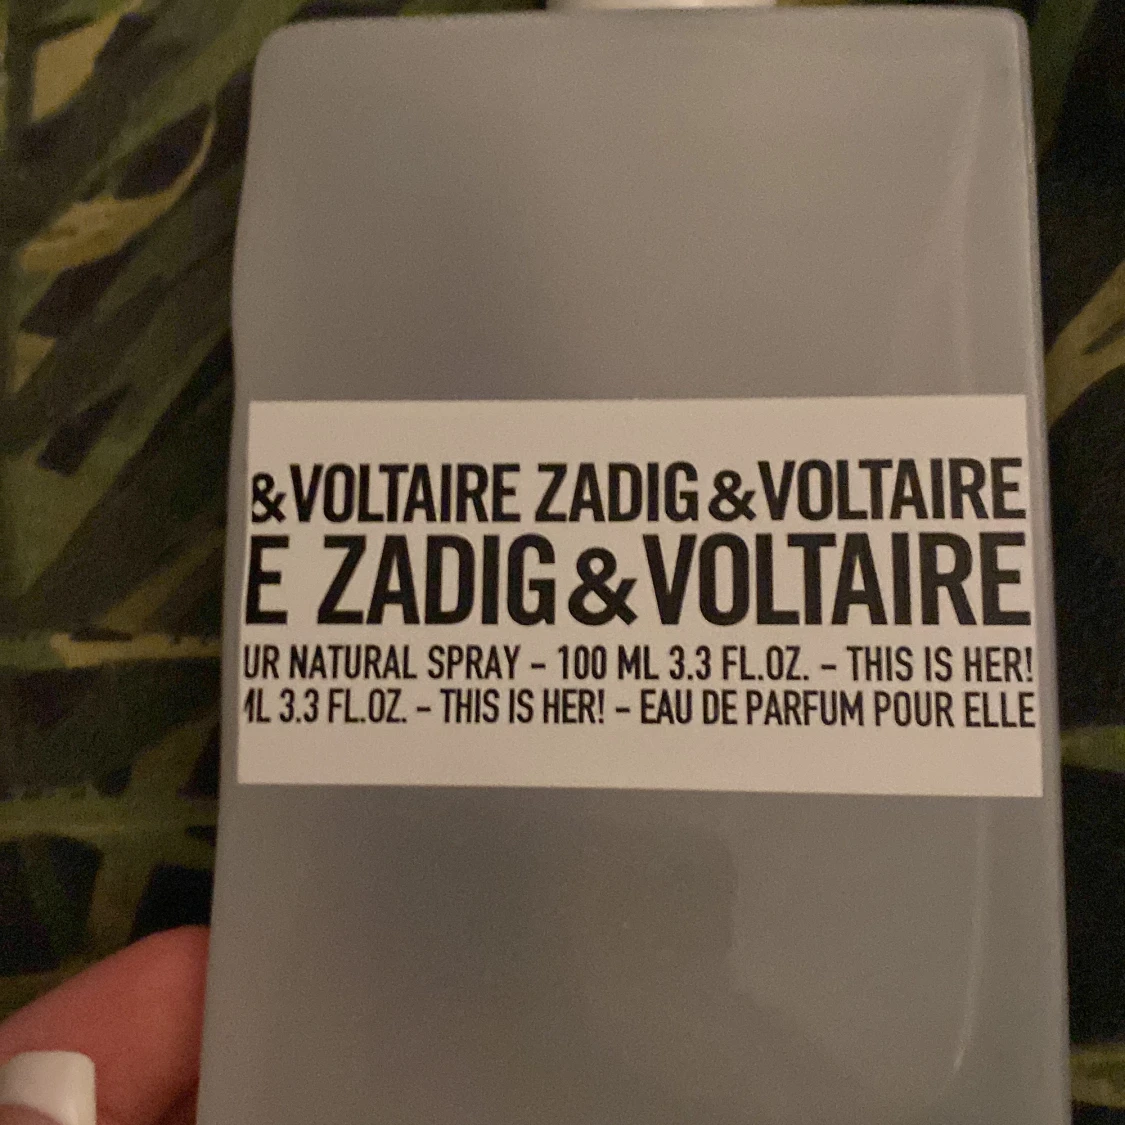 &VOLTAIRE ZADIG&VOLTAIRE
E ZADIG&VOLTAIRE
UR NATURAL SPRAY – 100 ML 3.3 FL.OZ. – THIS IS HER!
ML 3.3 FL.OZ. – THIS IS HER! – EAU DE PARFUM POUR ELLE